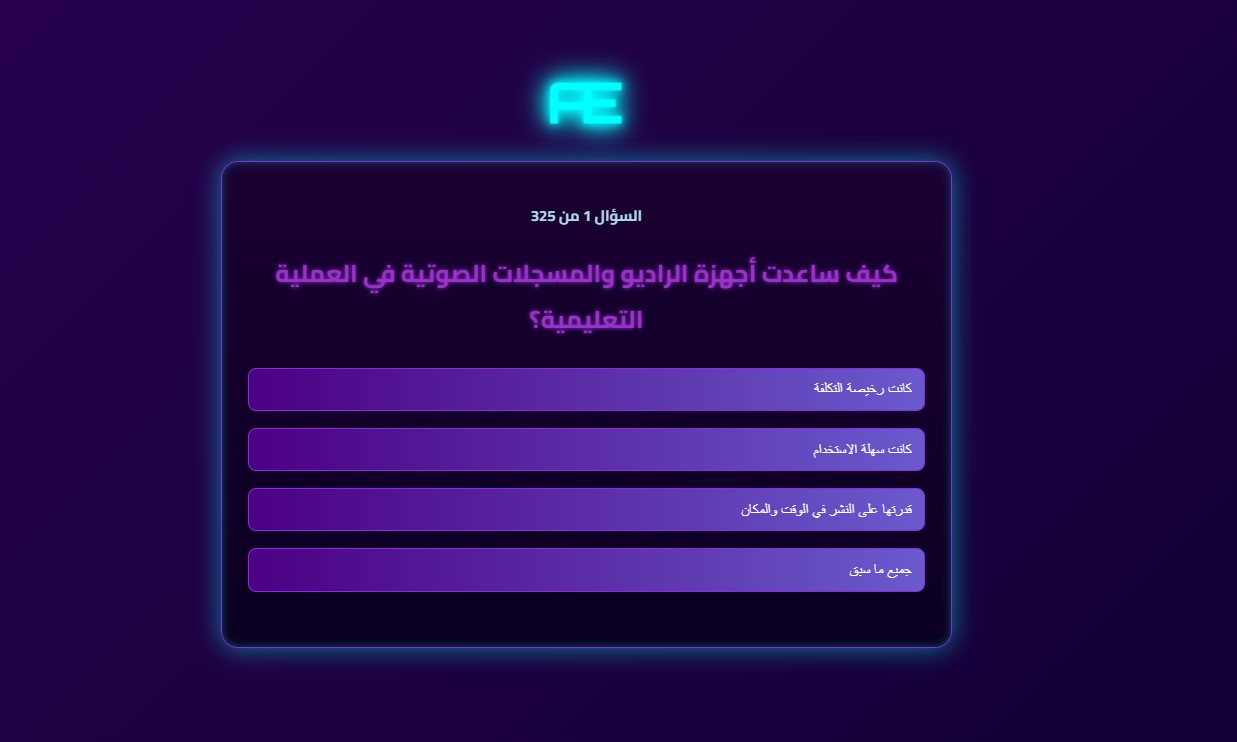 AE
السؤال 1 من 325
كيف ساعدت أجهزة الراديو والمسجلات الصوتية في العملية
التعليمية؟
كانت رخيصة التكلفة
كانت سهلة الاستخدام
قدرتها على النشر في الوقت والمكان
جميع ما سبق